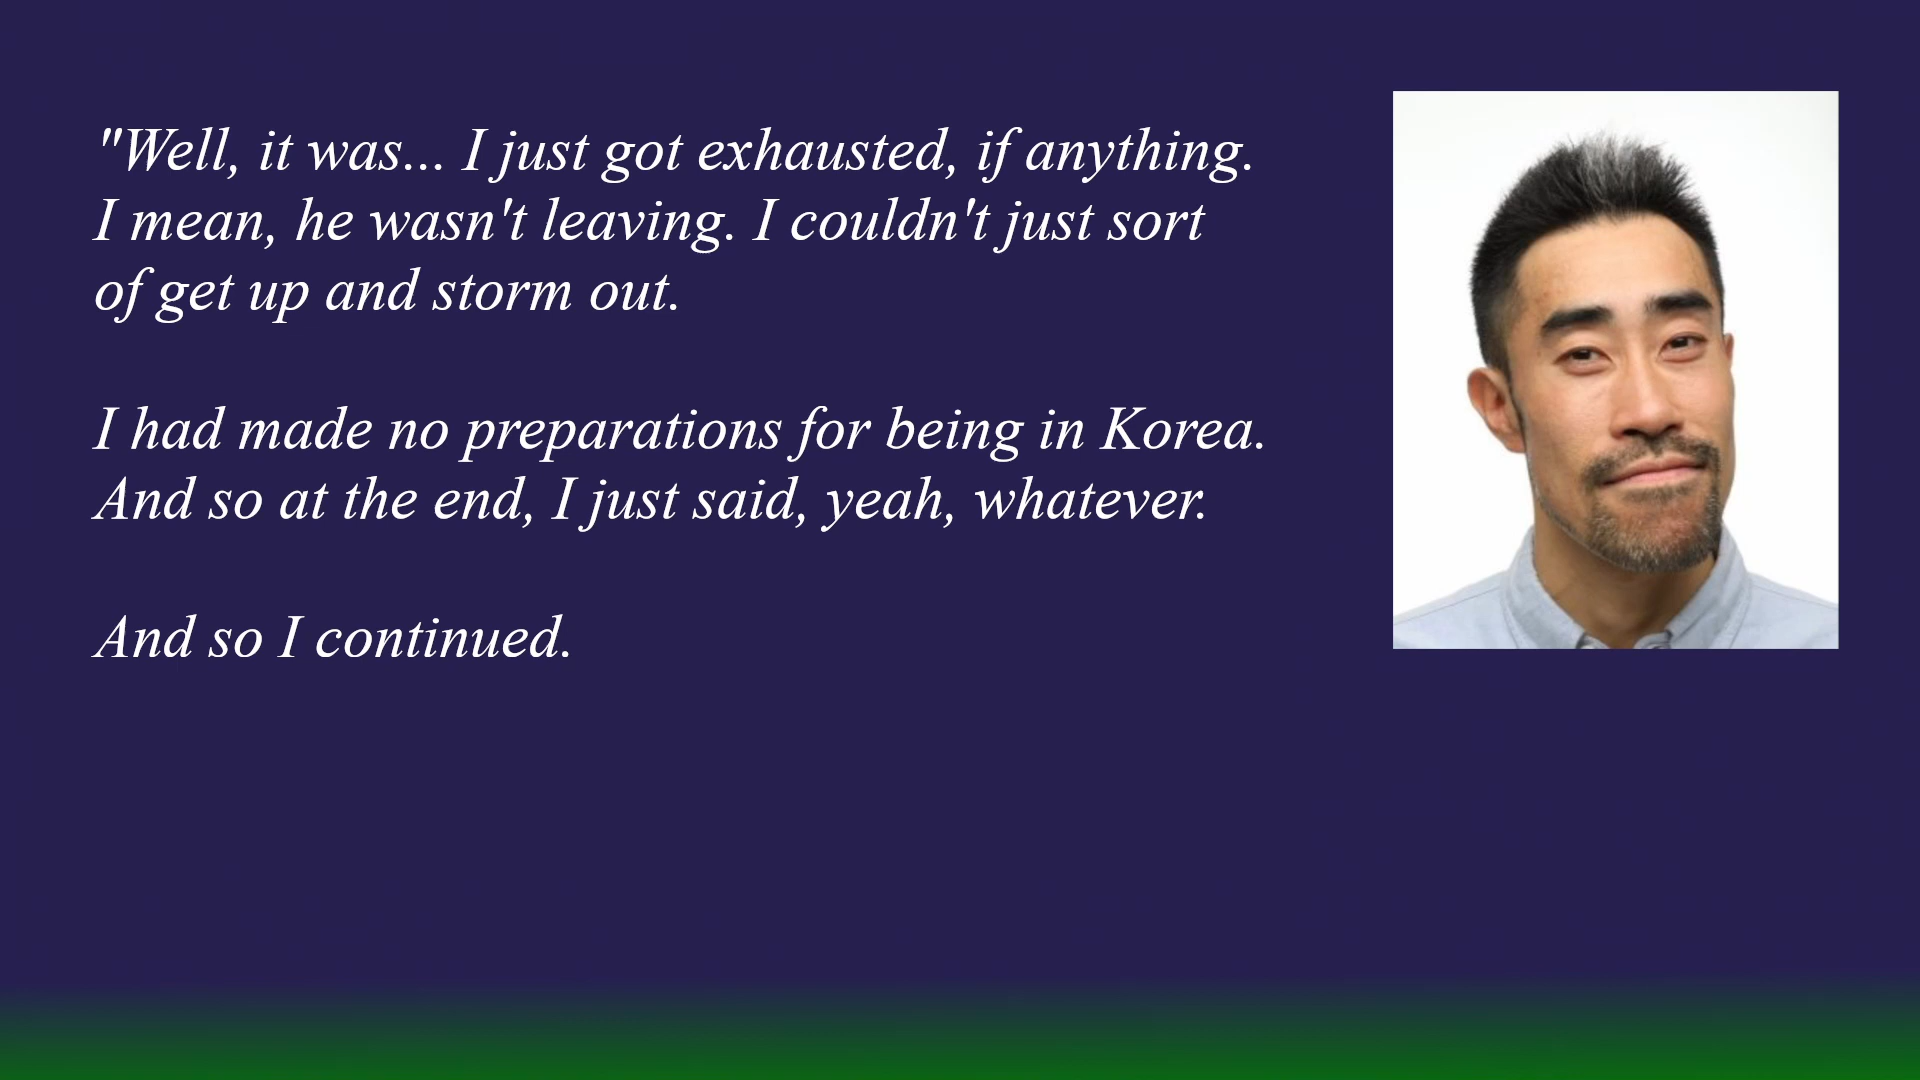 "Well, it was... I just got exhausted, if anything.
I mean, he wasn't leaving. I couldn't just sort
of get up and storm out.
I had made no preparations for being in Korea.
And so at the end, I just said, yeah, whatever.
And so I continued.